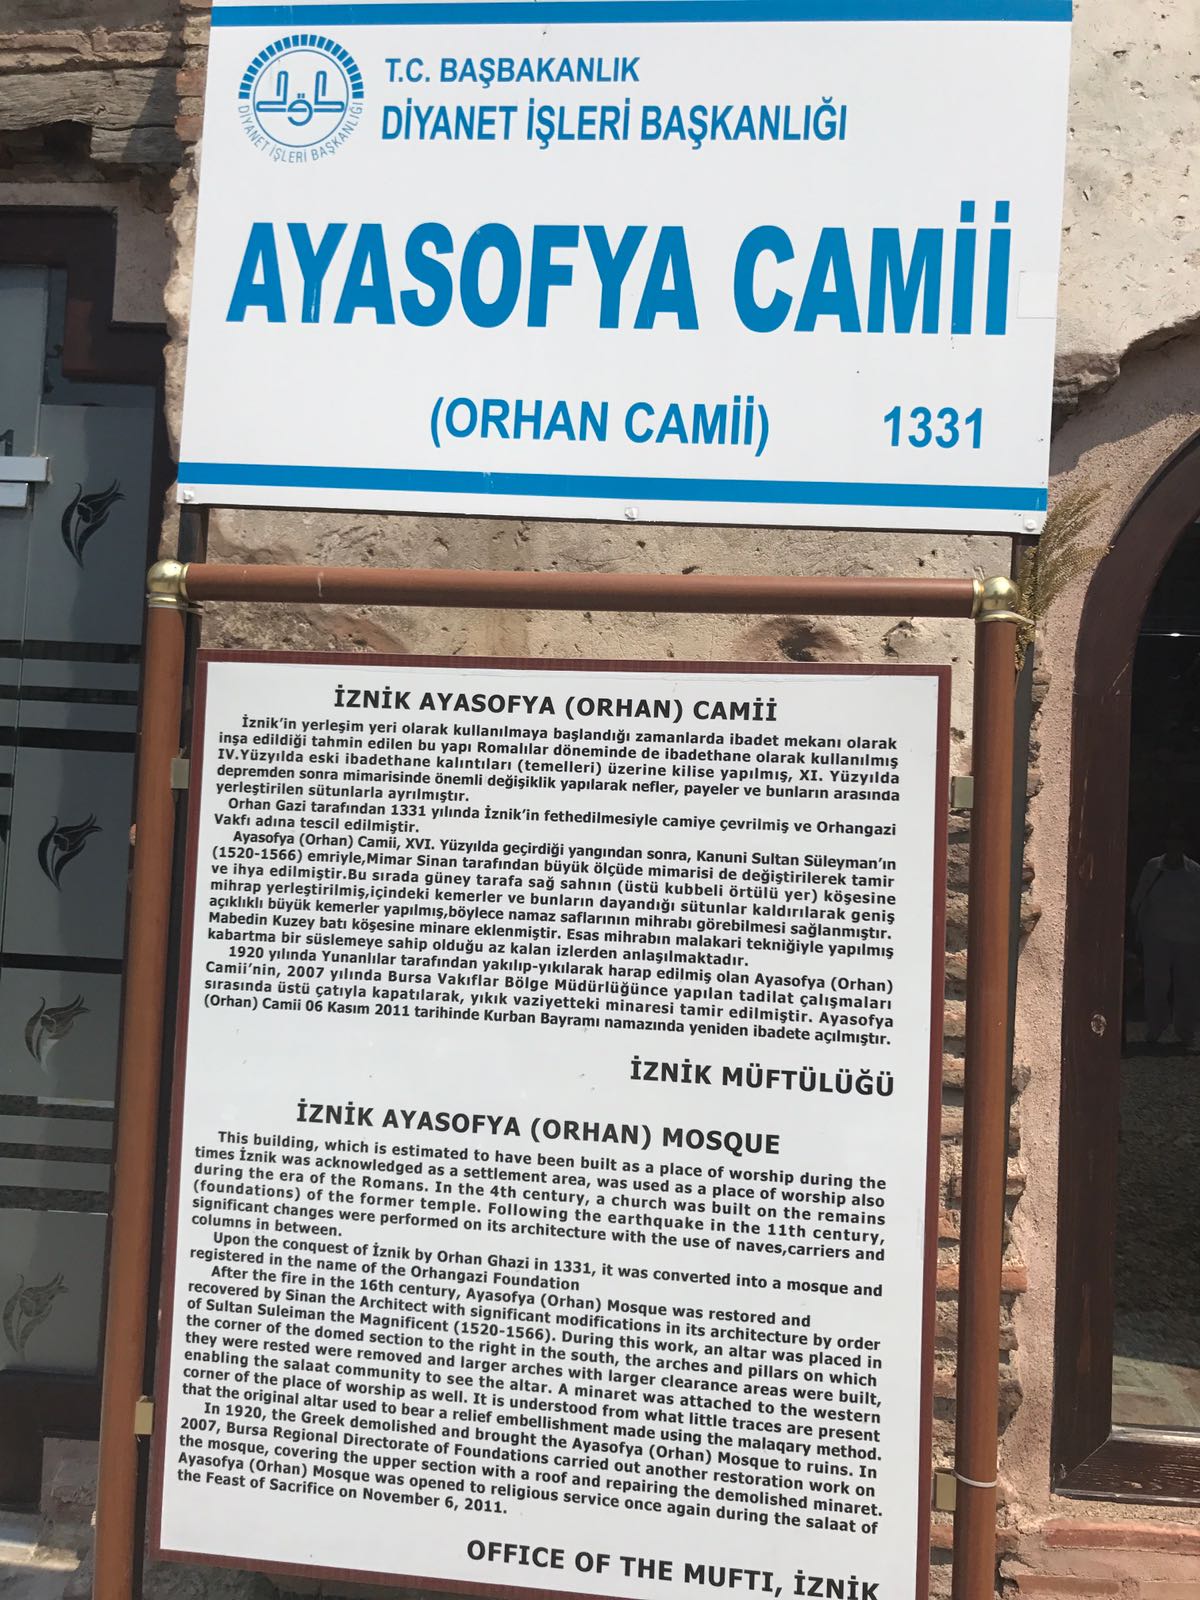 T.C. BAŞBAKANLIK
DİYANET İŞLERİ BAŞKANLIĞI
DİYANET İŞLERİ BAŞKANLIĞI
AYASOFYA CAMİİ
(ORHAN CAMİİ) 1331
İZNİK AYASOFYA (ORHAN) CAMİİ
İznik’in yerleşim yeri olarak kullanılmaya başlandığı zamanlarda ibadet mekanı olarak
inşa edildiği tahmin edilen bu yapı Romalılar döneminde de ibadethane olarak kullanılmış
IV.Yüzyılda eski ibadethane kalıntıları (temelleri) üzerine kilise yapılmış, XI. Yüzyılda
depremden sonra mimarisinde önemli değişiklik yapılarak nefler, payeler ve bunların arasında
yerleştirilen sütunlarla ayrılmıştır.
Orhan Gazi tarafından 1331 yılında İznik’in fethedilmesiyle camiye çevrilmiş ve Orhangazi
Vakfı adına tescil edilmiştir.
Ayasofya (Orhan) Camii, XVI. Yüzyılda geçirdiği yangından sonra, Kanuni Sultan Süleyman’ın
(1520-1566) emriyle,Mimar Sinan tarafından büyük ölçüde mimarisi de değiştirilerek tamir
ve ihya edilmiştir.Bu sırada güney tarafa sağ sahnın (üstü kubbeli örtülü yer) köşesine
mihrap yerleştirilmiş,içindeki kemerler ve bunların dayandığı sütunlar kaldırılarak geniş
açıklıklı büyük kemerler yapılmış,böylece namaz saflarının mihrabı görebilmesi sağlanmıştır.
Mabedin Kuzey batı köşesine minare eklenmiştir. Esas mihrabın malakari tekniğiyle yapılmış
kabartma bir süslemeye sahip olduğu az kalan izlerden anlaşılmaktadır.
1920 yılında Yunanlılar tarafından yakılıp-yıkılarak harap edilmiş olan Ayasofya (Orhan)
Camii’nin, 2007 yılında Bursa Vakıflar Bölge Müdürlüğünce yapılan tadilat çalışmaları
sırasında üstü çatıyla kapatılarak, yıkık vaziyetteki minaresi tamir edilmiştir. Ayasofya
(Orhan) Camii 06 Kasım 2011 tarihinde Kurban Bayramı namazında yeniden ibadete açılmıştır.
İZNİK MÜFTÜLÜĞÜ
İZNİK AYASOFYA (ORHAN) MOSQUE
This building, which is estimated to have been built as a place of worship during the
times İznik was acknowledged as a settlement area, was used as a place of worship also
during the era of the Romans. In the 4th century, a church was built on the remains
(foundations) of the former temple. Following the earthquake in the 11th century,
significant changes were performed on its architecture with the use of naves,carriers and
columns in between.
Upon the conquest of İznik by Orhan Ghazi in 1331, it was converted into a mosque and
registered in the name of the Orhangazi Foundation
After the fire in the 16th century, Ayasofya (Orhan) Mosque was restored and
recovered by Sinan the Architect with significant modifications in its architecture by order
of Sultan Suleiman the Magnificent (1520-1566). During this work, an altar was placed in
the corner of the domed section to the right in the south, the arches and pillars on which
they were rested were removed and larger arches with larger clearance areas were built,
enabling the salaat community to see the altar. A minaret was attached to the western
corner of the place of worship as well. It is understood from what little traces are present
that the original altar used to bear a relief embellishment made using the malaqary method.
In 1920, the Greek demolished and brought the Ayasofya (Orhan) Mosque to ruins. In
2007, Bursa Regional Directorate of Foundations carried out another restoration work on
the mosque, covering the upper section with a roof and repairing the demolished minaret.
Ayasofya (Orhan) Mosque was opened to religious service once again during the salaat of
the Feast of Sacrifice on November 6, 2011.
OFFICE OF THE MUFTI, İZNİK